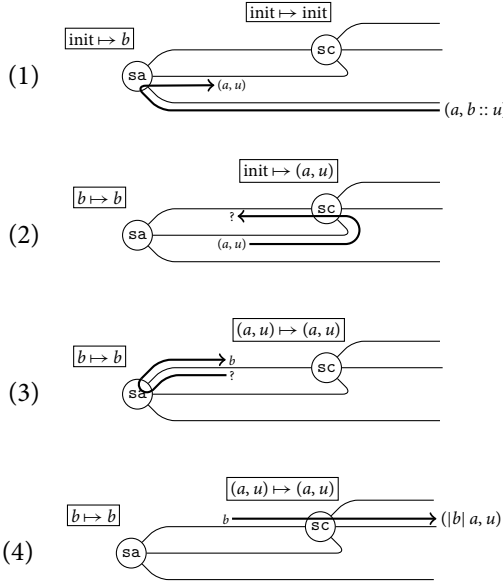 init ↦ init
init ↦ b
sc
(1)
sa
(a, u)
(a, b :: u)
init ↦ (a, u)
b ↦ b
sc
(2)
?
sa
(a, u)
(a, u) ↦ (a, u)
b ↦ b
b
sc
(3)
?
sa
(a, u) ↦ (a, u)
b ↦ b
b
sc
(|b| a, u)
(4)
sa